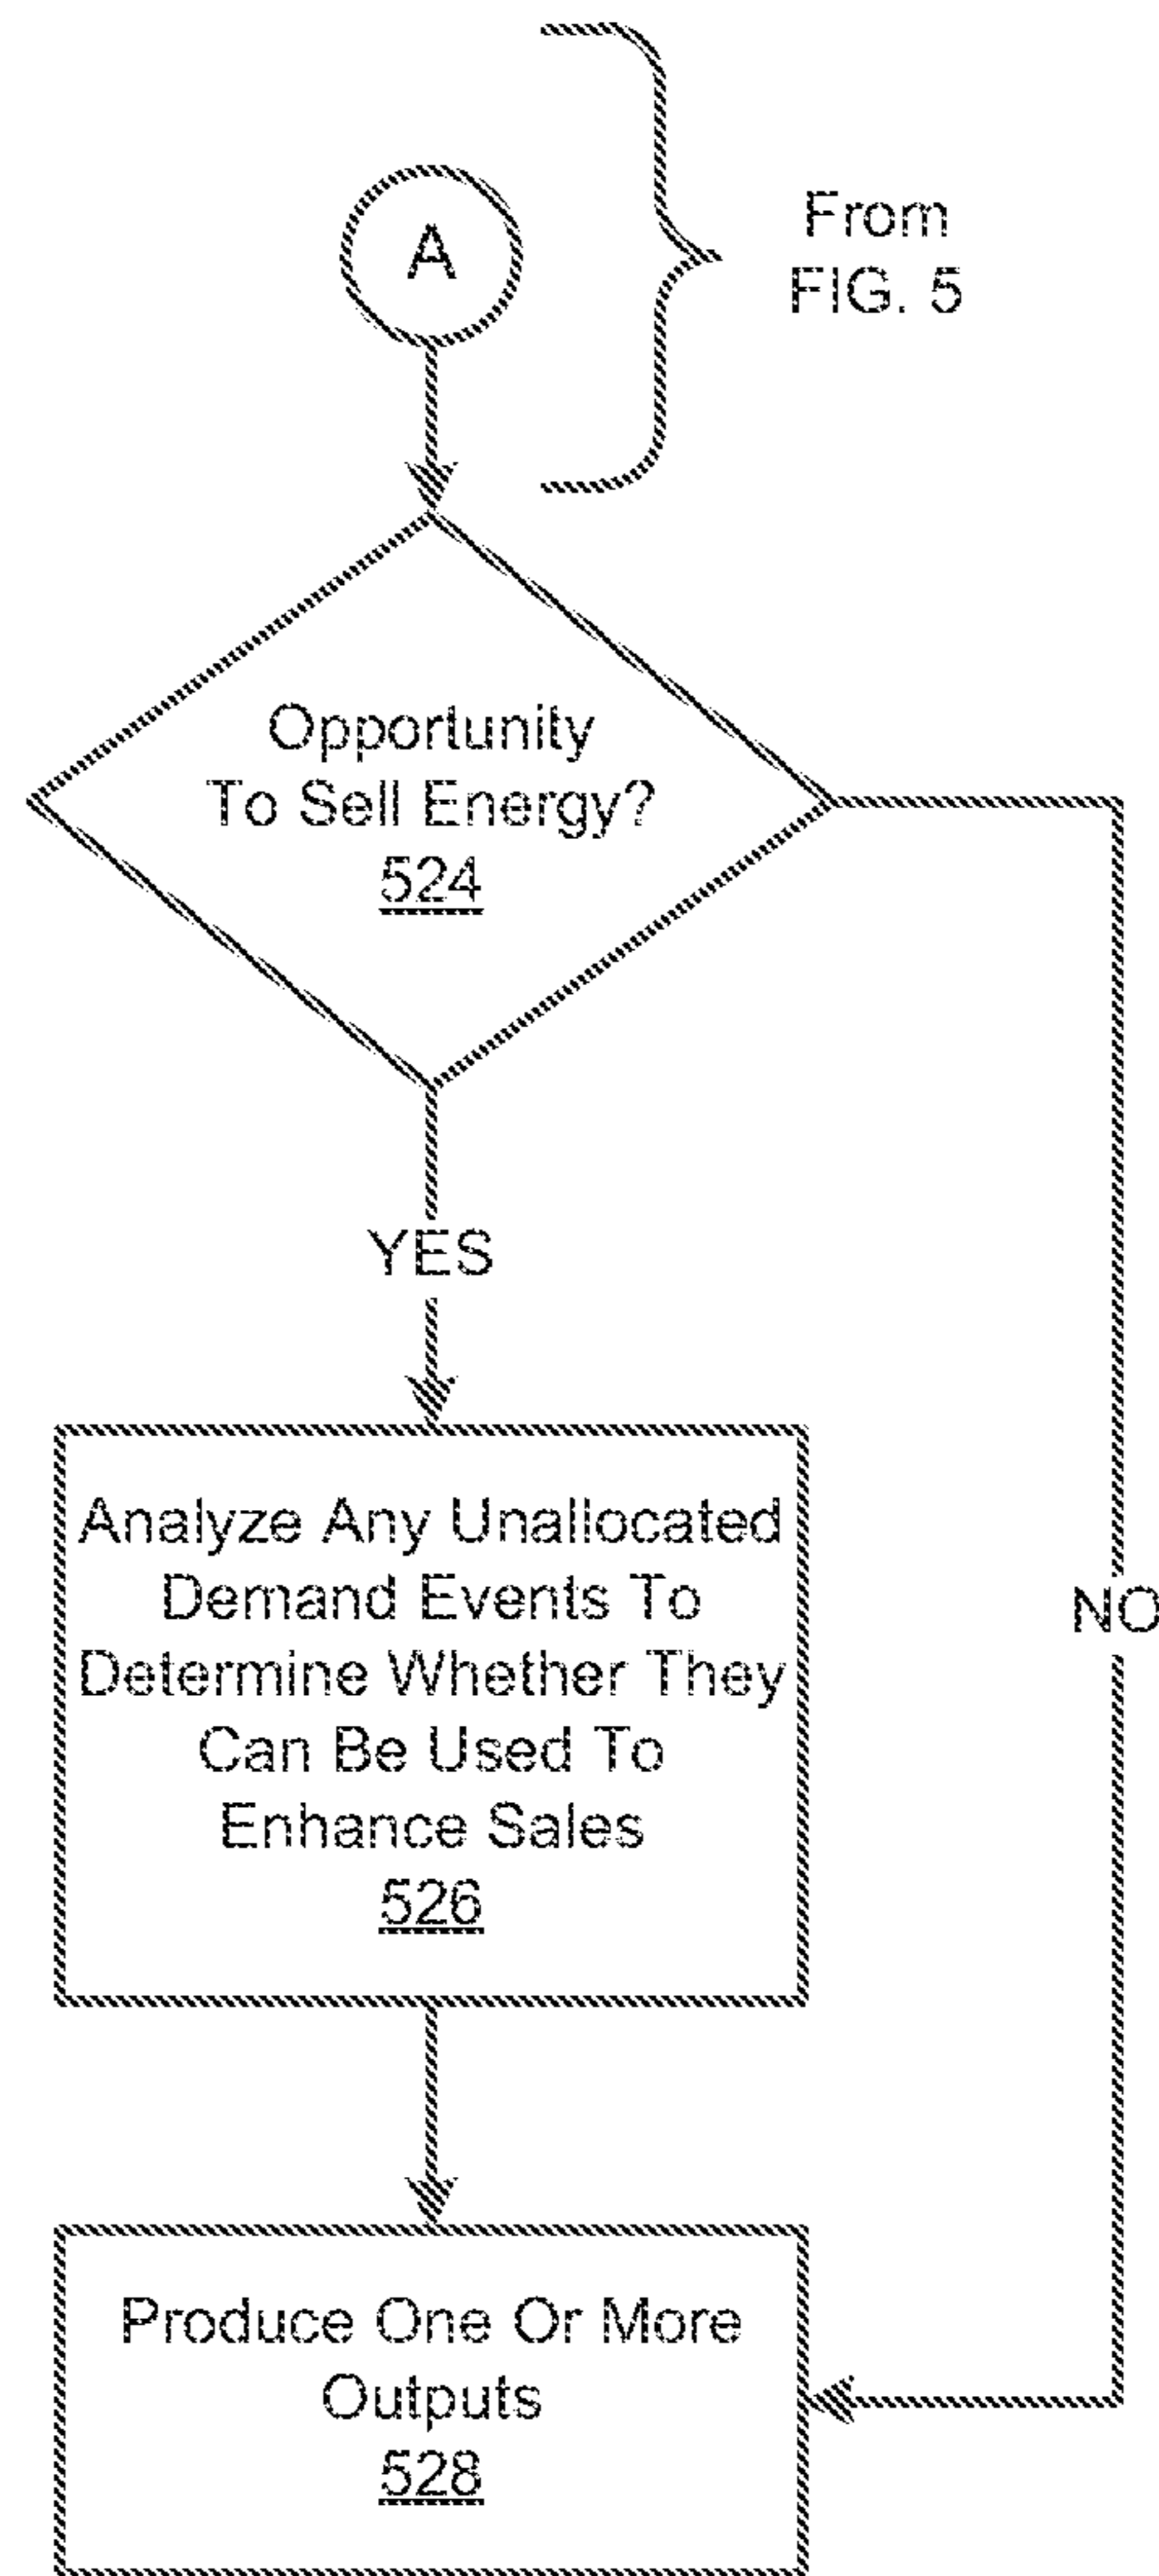 A
From
FIG. 5
Opportunity
To Sell Energy?
524
YES
Analyze Any Unallocated
Demand Events To
Determine Whether They
Can Be Used To
Enhance Sales
526
NO
Produce One Or More
Outputs
528